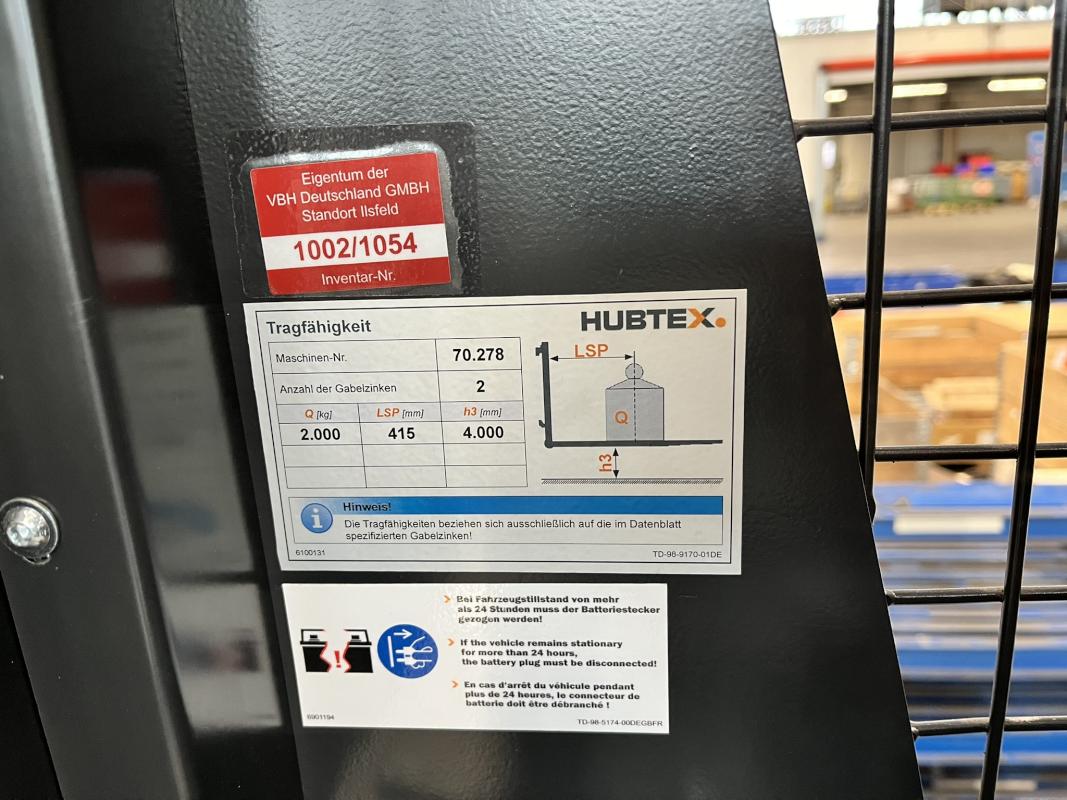 Eigentum der
VBH Deutschland GMBH
Standort Ilsfeld
1002/1054
Inventar-Nr.
Tragfähigkeit
HUBTEX.
Maschinen-Nr. 70.278
Anzahl der Gabelzinken 2
Q [kg] LSP [mm] h3 [mm]
2.000 415 4.000
LSP
Q
h3
Hinweis!
i
Die Tragfähigkeiten beziehen sich ausschließlich auf die im Datenblatt
spezifizierten Gabelzinken!
6100131 TD-98-9170-01DE
Bei Fahrzeugstillstand von mehr
als 24 Stunden muss der Batteriestecker
gezogen werden!
If the vehicle remains stationary
for more than 24 hours,
the battery plug must be disconnected!
En cas d'arrêt du véhicule pendant
plus de 24 heures, le connecteur de
batterie doit être débranché !
!
6901194 TD-98-5174-00DEGBFR